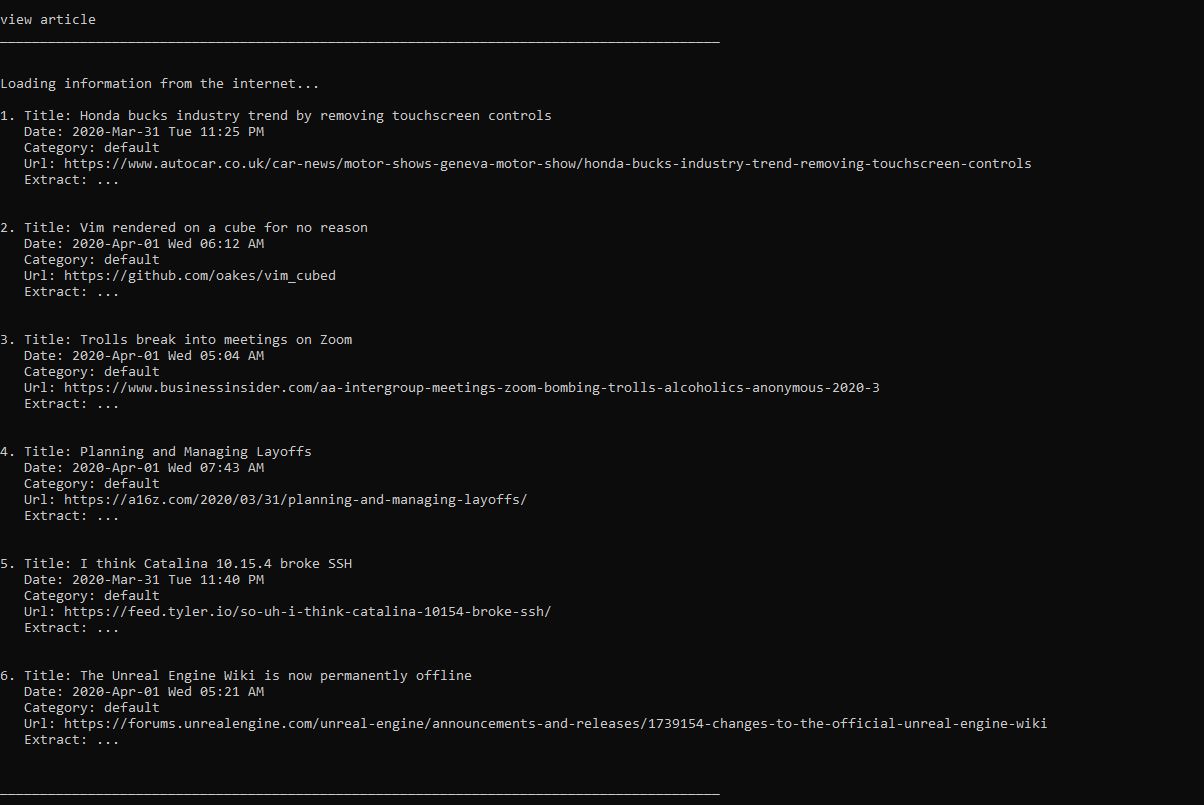 view article
Loading information from the internet...
1. Title: Honda bucks industry trend by removing touchscreen controls
Date: 2020-Mar-31 Tue 11:25 PM
Category: default
Url: https://www.autocar.co.uk/car-news/motor-shows-geneva-motor-show/honda-bucks-industry-trend-removing-touchscreen-controls
Extract: ...
2. Title: Vim rendered on a cube for no reason
Date: 2020-Apr-01 Wed 06:12 AM
Category: default
Url: https://github.com/oakes/vim_cubed
Extract: ...
3. Title: Trolls break into meetings on Zoom
Date: 2020-Apr-01 Wed 05:04 AM
Category: default
Url: https://www.businessinsider.com/aa-intergroup-meetings-zoom-bombing-trolls-alcoholics-anonymous-2020-3
Extract: ...
4. Title: Planning and Managing Layoffs
Date: 2020-Apr-01 Wed 07:43 AM
Category: default
Url: https://a16z.com/2020/03/31/planning-and-managing-layoffs/
Extract: ...
5. Title: I think Catalina 10.15.4 broke SSH
Date: 2020-Mar-31 Tue 11:40 PM
Category: default
Url: https://feed.tyler.io/so-uh-i-think-catalina-10154-broke-ssh/
Extract: ...
6. Title: The Unreal Engine Wiki is now permanently offline
Date: 2020-Apr-01 Wed 05:21 AM
Category: default
Url: https://forums.unrealengine.com/unreal-engine/announcements-and-releases/1739154-changes-to-the-official-unreal-engine-wiki
Extract: ...